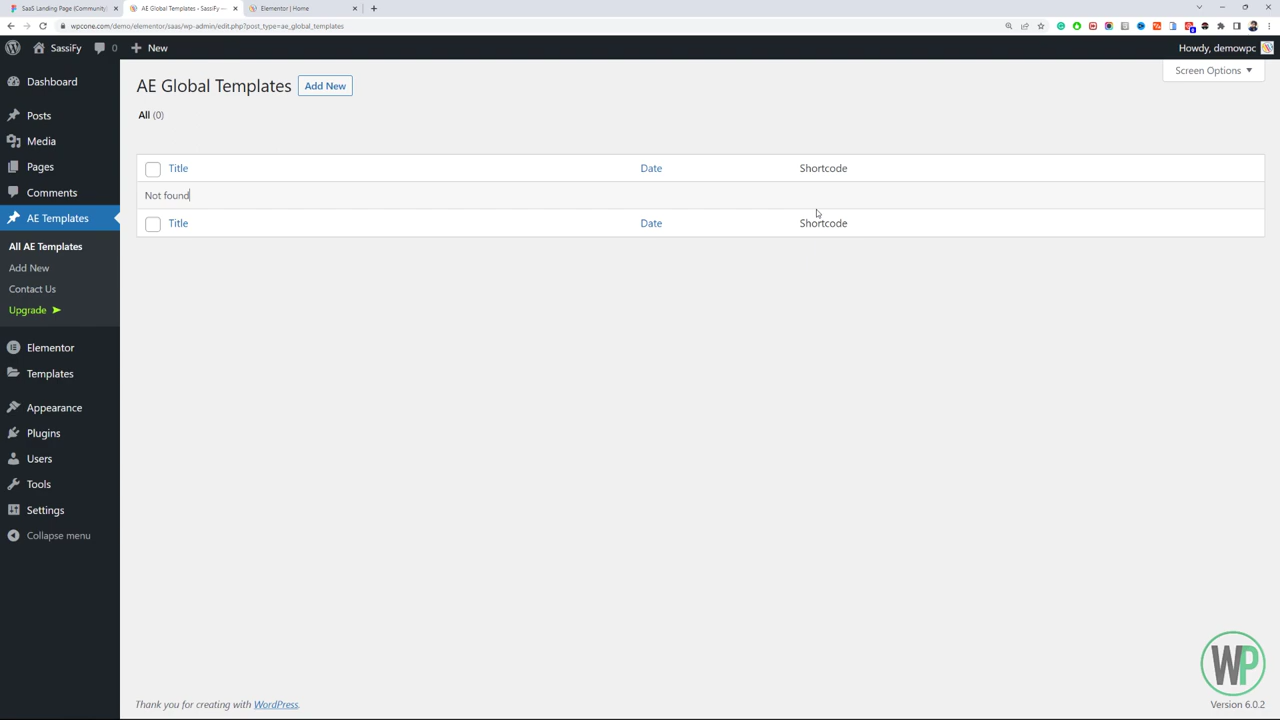 SaaS Landing Page (Community)
AE Global Templates ‹ SassiFy —
Elementor | Home
wpcone.com/demo/elementor/saas/wp-admin/edit.php?post_type=ae_global_templates
SassiFy
0
New
Howdy, demowpc
Screen Options
Dashboard
Posts
Media
Pages
Comments
AE Templates
All AE Templates
Add New
Contact Us
Upgrade ➤
Elementor
Templates
Appearance
Plugins
Users
Tools
Settings
Collapse menu
AE Global Templates
Add New
All (0)
Title
Date
Shortcode
Not found
Title
Date
Shortcode
WP
Thank you for creating with WordPress.
Version 6.0.2